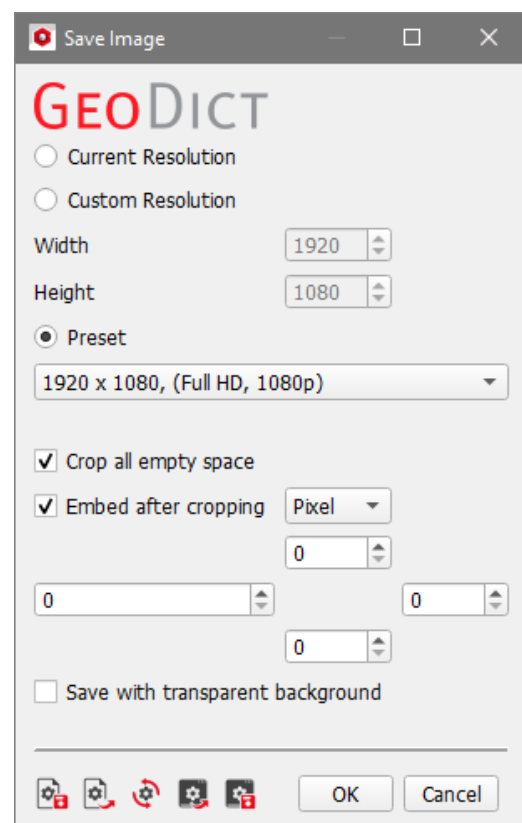 Save Image
GEODICT
Current Resolution
Custom Resolution
Width 1920
Height 1080
Preset
1920 x 1080, (Full HD, 1080p)
Crop all empty space
Embed after cropping Pixel
0
0 0
0
Save with transparent background
OK Cancel